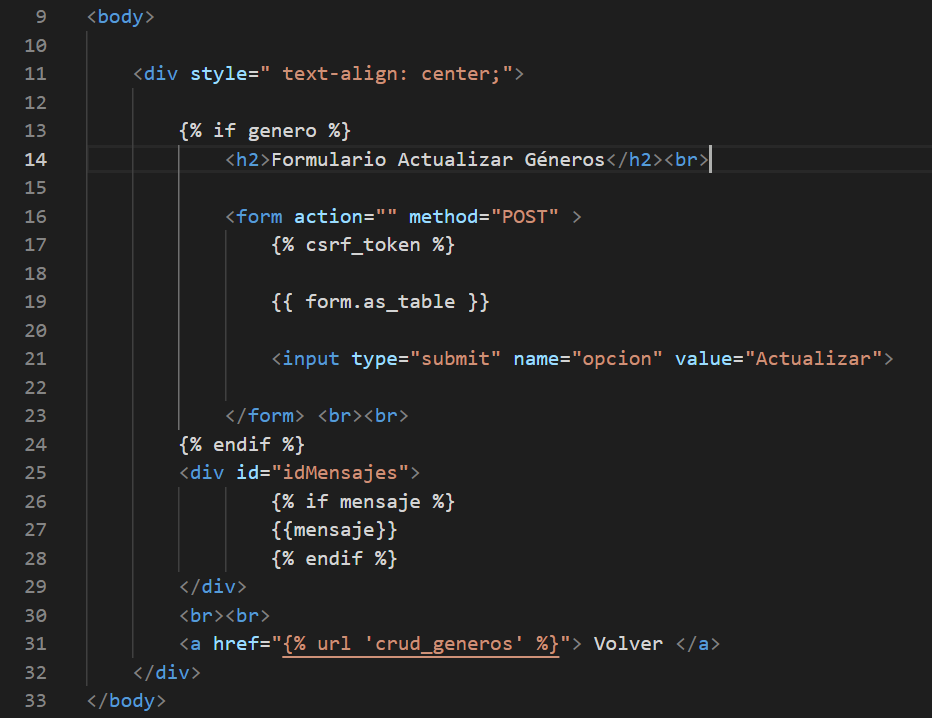 9 <body>
10
11 <div style=" text-align: center;">
12
13 {% if genero %}
14 <h2>Formulario Actualizar Géneros</h2><br>
15
16 <form action="" method="POST" >
17 {% csrf_token %}
18
19 {{ form.as_table }}
20
21 <input type="submit" name="opcion" value="Actualizar">
22
23 </form> <br><br>
24 {% endif %}
25 <div id="idMensajes">
26 {% if mensaje %}
27 {{mensaje}}
28 {% endif %}
29 </div>
30 <br><br>
31 <a href="{% url 'crud_generos' %}"> Volver </a>
32 </div>
33 </body>